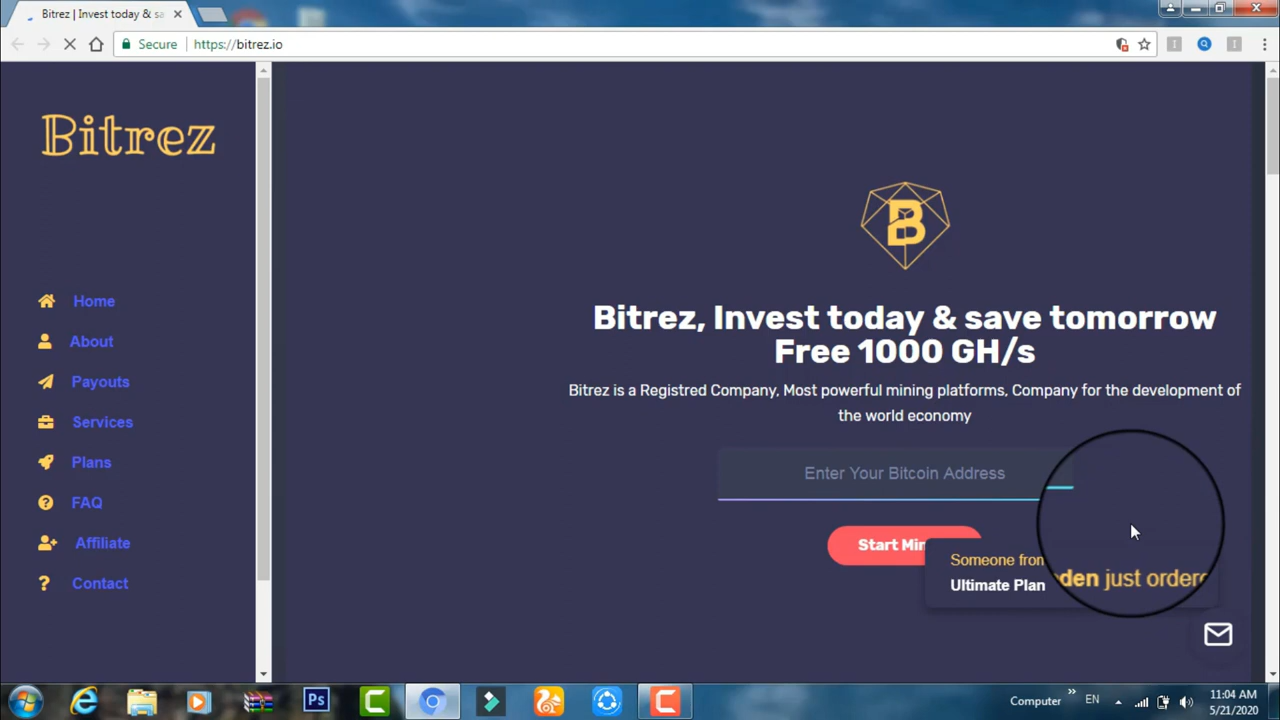 Bitrez | Invest today & sa
Secure
https://bitrez.io
Bitrez
Home
About
Payouts
Services
Plans
FAQ
Affiliate
Contact
B
Bitrez, Invest today & save tomorrow
Free 1000 GH/s
Bitrez is a Registred Company, Most powerful mining platforms, Company for the development of
the world economy
Enter Your Bitcoin Address
Start Min
Someone from
den just ordere
Ultimate Plan
Ps
Computer
EN
11:04 AM
5/21/2020